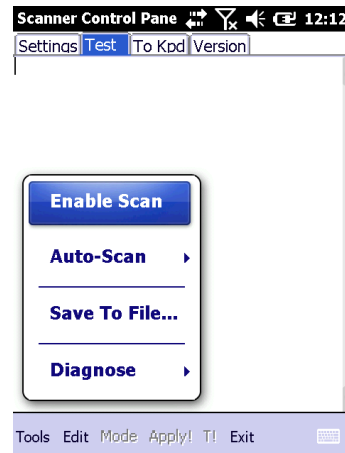 Scanner Control Pane 12:12
Settings Test To Kpd Version
Enable Scan
Auto-Scan
Save To File...
Diagnose
Tools Edit Mode Apply! T! Exit